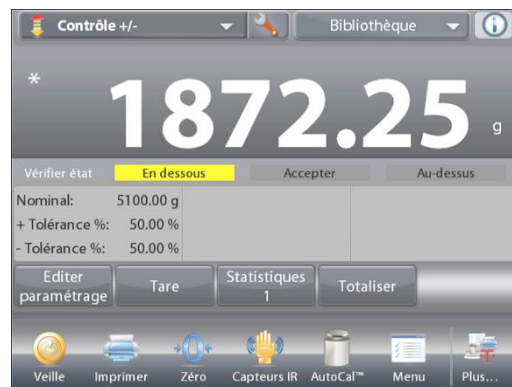 Contrôle +/- Bibliothèque
* 1872.25 g
Vérifier état En dessous Accepter Au-dessus
Nominal: 5100.00 g
+ Tolérance %: 50.00 %
- Tolérance %: 50.00 %
Editer paramétrage Tare Statistiques 1 Totaliser
Veille Imprimer Zéro Capteurs IR AutoCal™ Menu Plus...